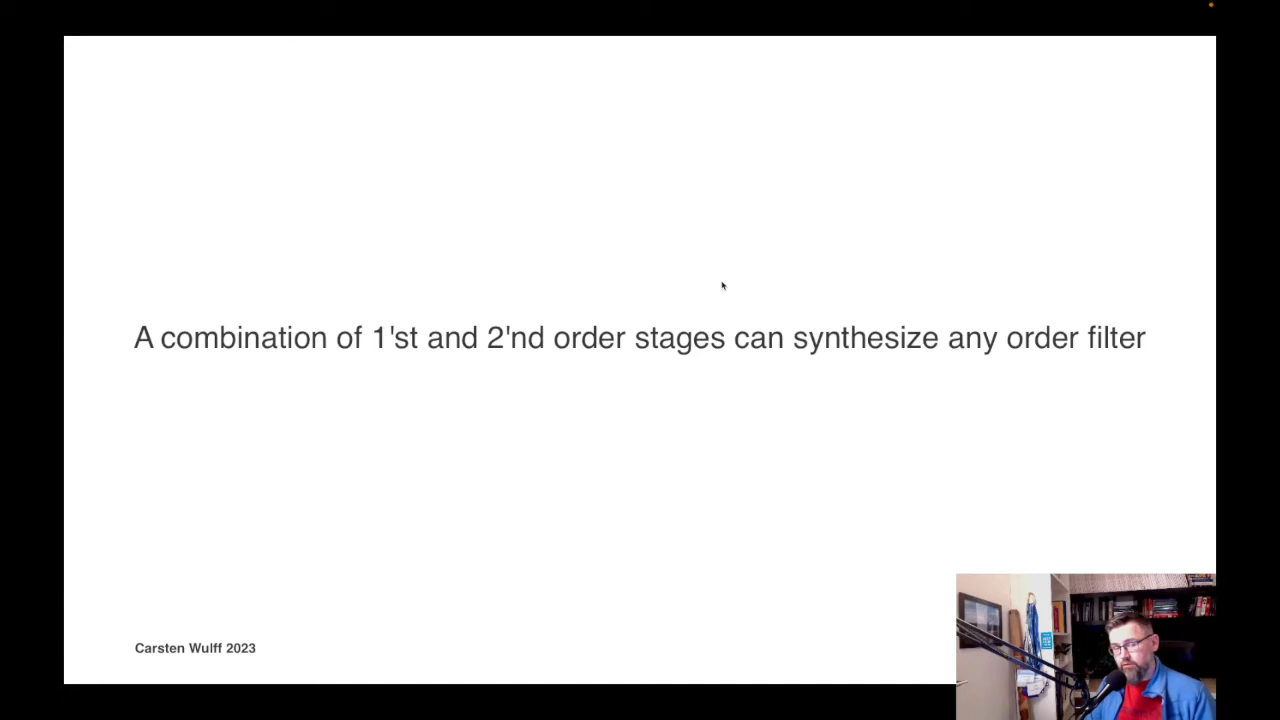 A combination of 1'st and 2'nd order stages can synthesize any order filter
Carsten Wulff 2023